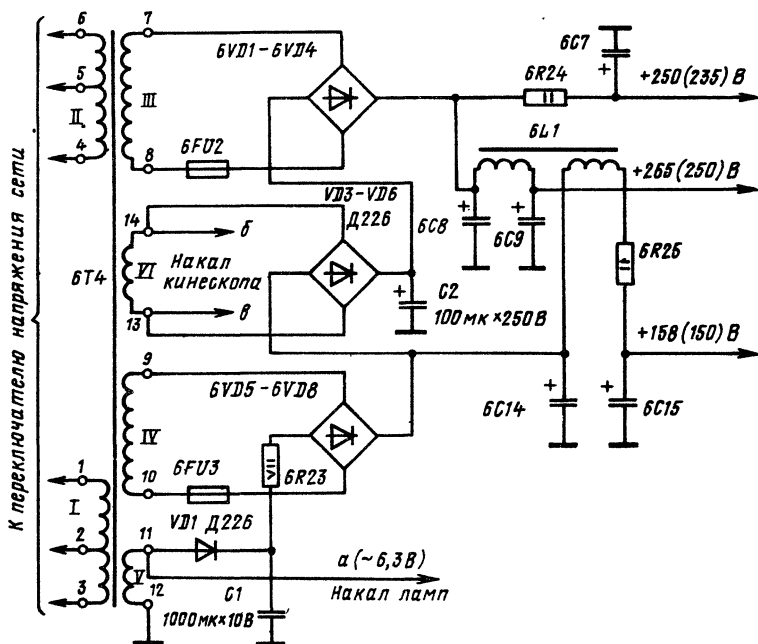 К переключателю напряжения сети
6
5
II
4
7
III
8
6VD1-6VD4
6FU2
6C7
+
6R24
+250(235) В
6L1
+265(250) В
+
6C8
+
6C9
VD3-VD6
Д226
14
б
VI
Накал
кинескопа
13
в
6T4
+
C2
100мк×250В
6R25
+158(150) В
9
6VD5-6VD8
IV
10
6FU3
6R23
+
6C14
+
6C15
1
I
2
3
11
V
12
VD1 Д226
а(~6,3В)
Накал ламп
C1
1000мк×10В